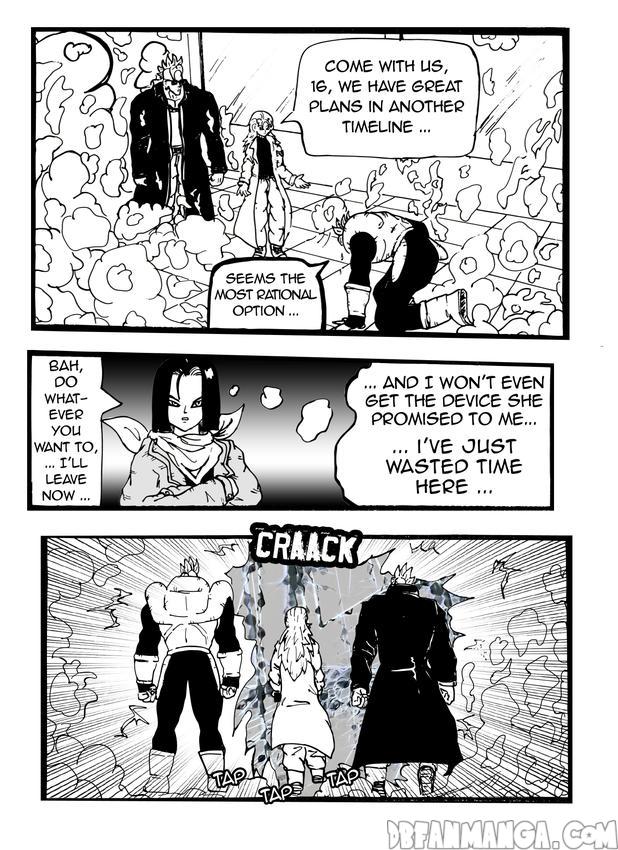 COME WITH US,
16, WE HAVE GREAT
PLANS IN ANOTHER
TIMELINE ...
SEEMS THE
MOST RATIONAL
OPTION ...
BAH,
DO
WHAT-
EVER
YOU
WANT TO,
... I'LL
LEAVE
NOW ...
... AND I WON'T EVEN
GET THE DEVICE SHE
PROMISED TO ME...
... I'VE JUST
WASTED TIME
HERE ...
CRAACK
TAP
TAP
TAP
DBFANMANGA.COM